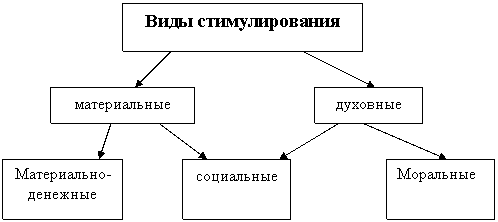 Виды стимулирования
материальные
духовные
Материально-
денежные
социальные
Моральные